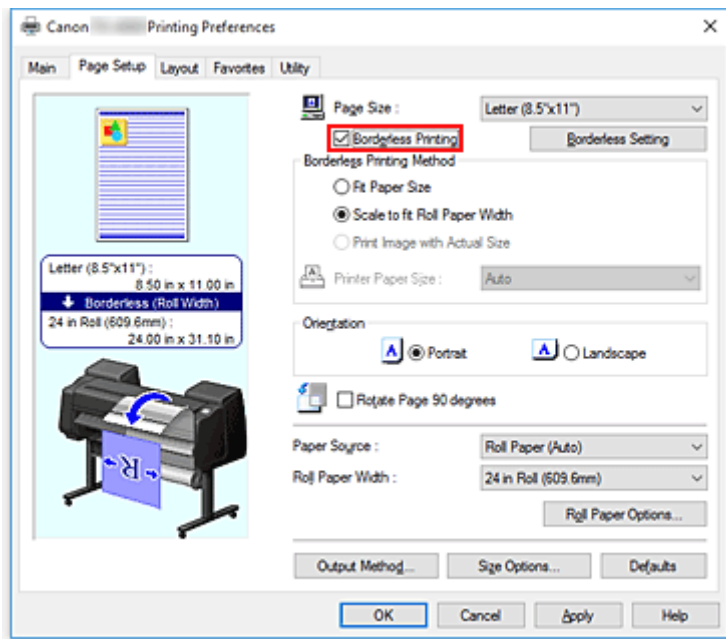 Canon Printing Preferences
Main Page Setup Layout Favorites Utility
Page Size : Letter (8.5"x11")
Borderless Printing Borderless Setting
Borderless Printing Method
Fit Paper Size
Scale to fit Roll Paper Width
Print Image with Actual Size
Printer Paper Size : Auto
Letter (8.5"x11") :
8.50 in x 11.00 in
Borderless (Roll Width)
24 in Roll (609.6mm) :
24.00 in x 31.10 in
R
Orientation
A Portrait A Landscape
Rotate Page 90 degrees
Paper Source : Roll Paper (Auto)
Roll Paper Width : 24 in Roll (609.6mm)
Roll Paper Options...
Output Method... Size Options... Defaults
OK Cancel Apply Help